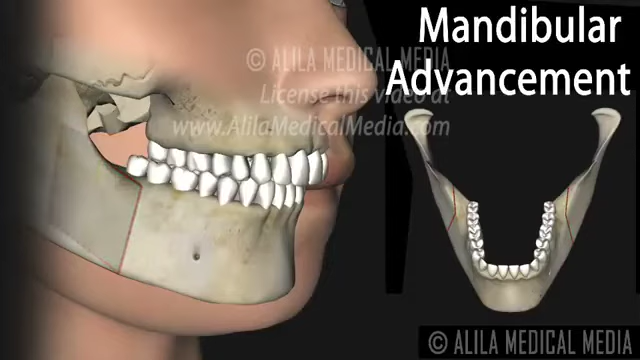 Mandibular
Advancement
© ALILA MEDICAL MEDIA
License this video at
www.AlilaMedicalMedia.com
© ALILA MEDICAL MEDIA